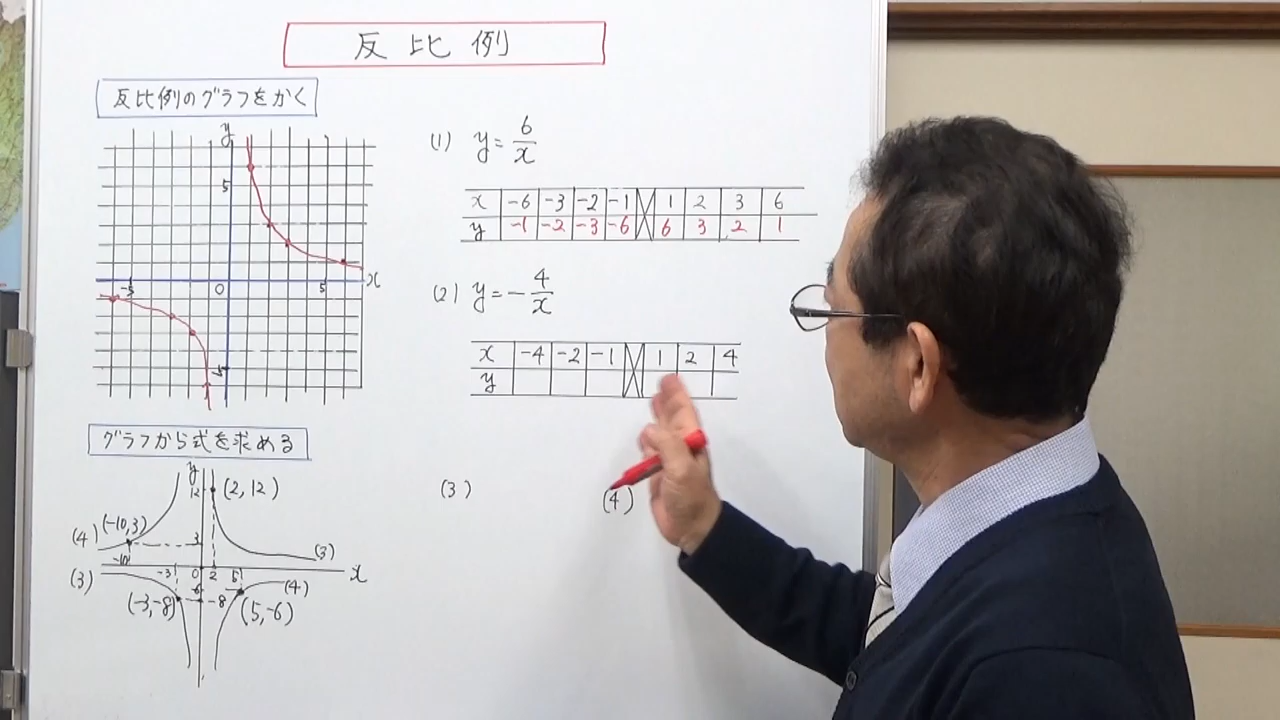 反比例
反比例のグラフをかく
y
5
-5 0 5 x
-5
(1) y = 6/x
x -6 -3 -2 -1 1 2 3 6
y -1 -2 -3 -6 6 3 2 1
(2) y = -4/x
x -4 -2 -1 1 2 4
y
グラフから式を求める
y
12 (2, 12)
(4) (-10, 3) 3 (3)
-10 -3 0 2 5 x
(3) -6 (4)
(-3, -8) -8 (5, -6)
(3) (4)